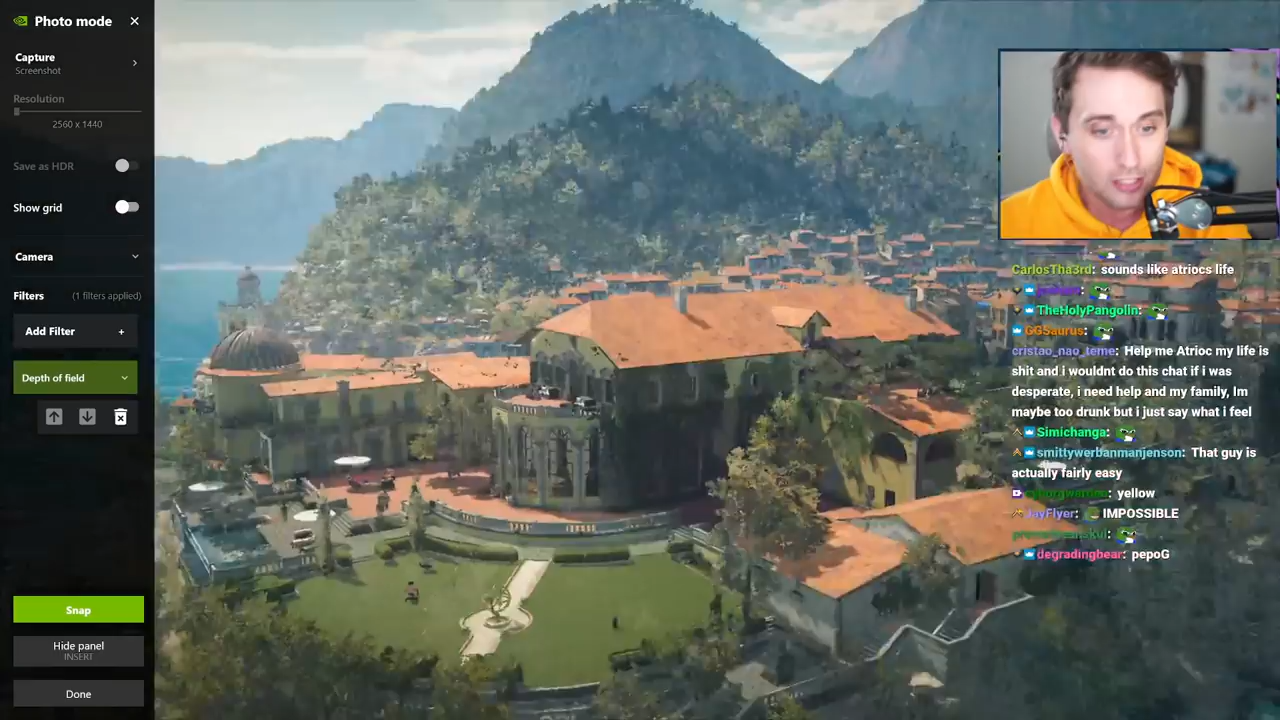 Photo mode
Capture
Screenshot
Resolution
2560 x 1440
Save as HDR
Show grid
Camera
Filters (1 filters applied)
Add Filter +
Depth of field
Snap
Hide panel
INSERT
Done
CarlosTha3rd: sounds like atriocs life
TheHolyPangolin:
GGSaurus:
cristao_nao_teme: Help me Atrioc my life is
shit and i wouldnt do this chat if i was
desperate, i need help and my family, Im
maybe too drunk but i just say what i feel
Simichanga:
smittywerbanmanjenson: That guy is
actually fairly easy
yellow
JayFlyer: IMPOSSIBLE
degradingbear: pepoG